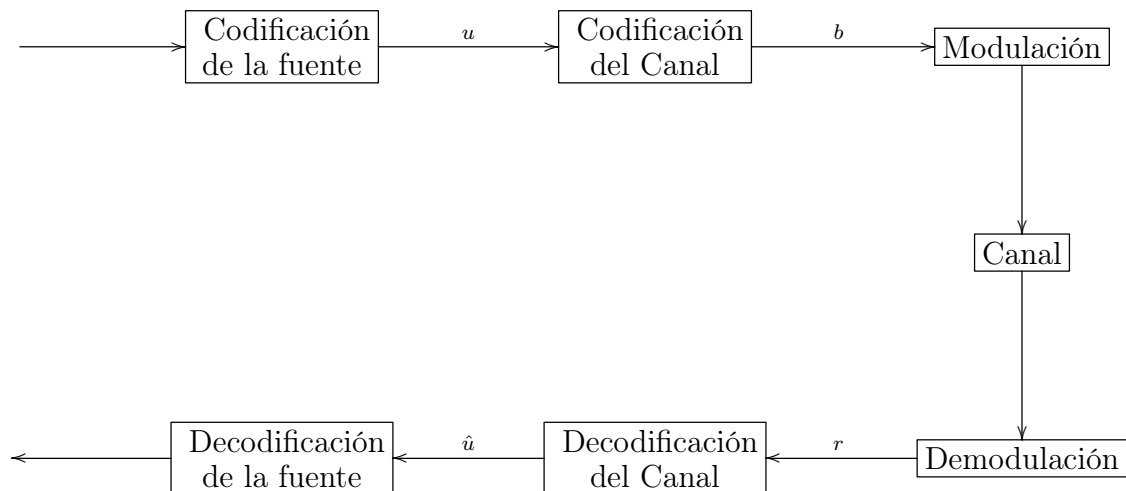 Codificación
de la fuente
u
Codificación
del Canal
b
Modulación
Canal
Decodificación
de la fuente
û
Decodificación
del Canal
r
Demodulación